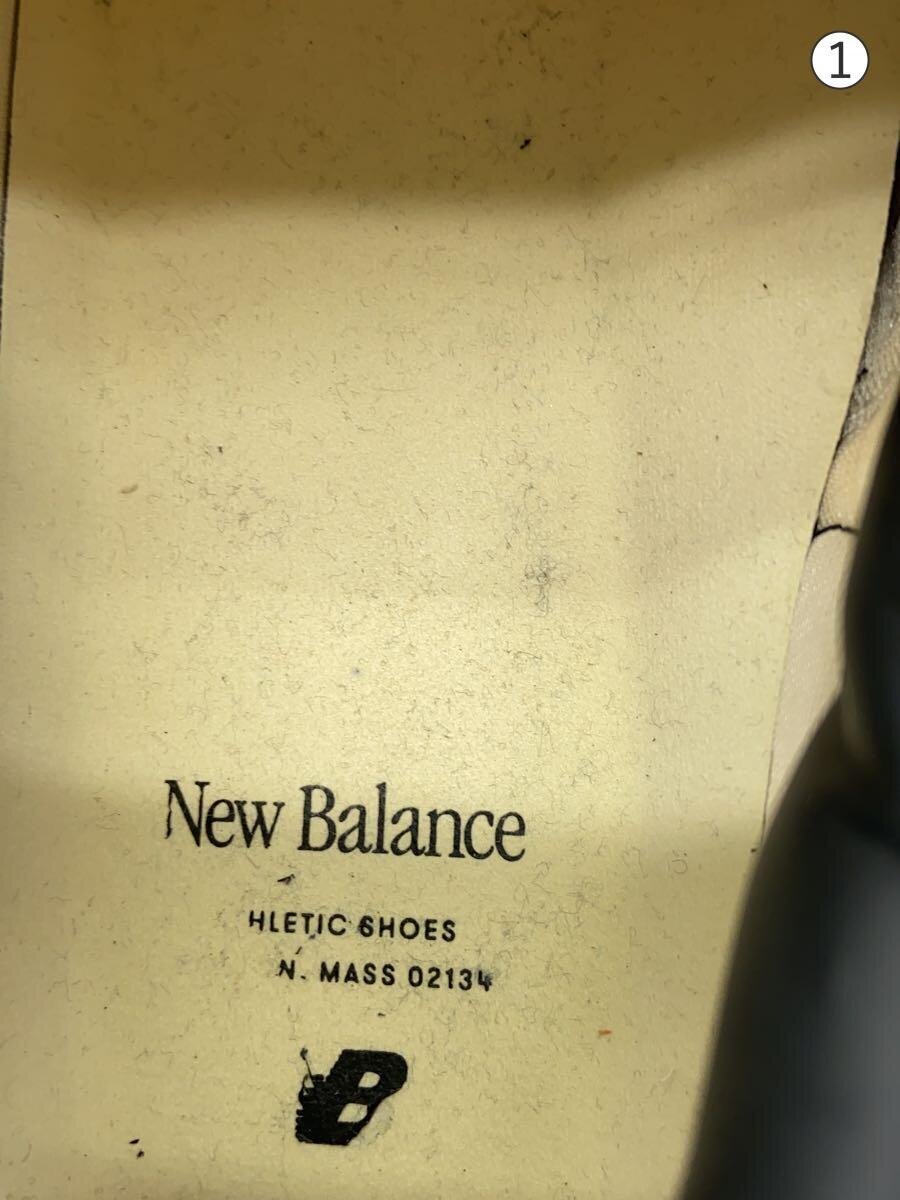 ①
New Balance
HLETIC SHOES
N. MASS 02134
B